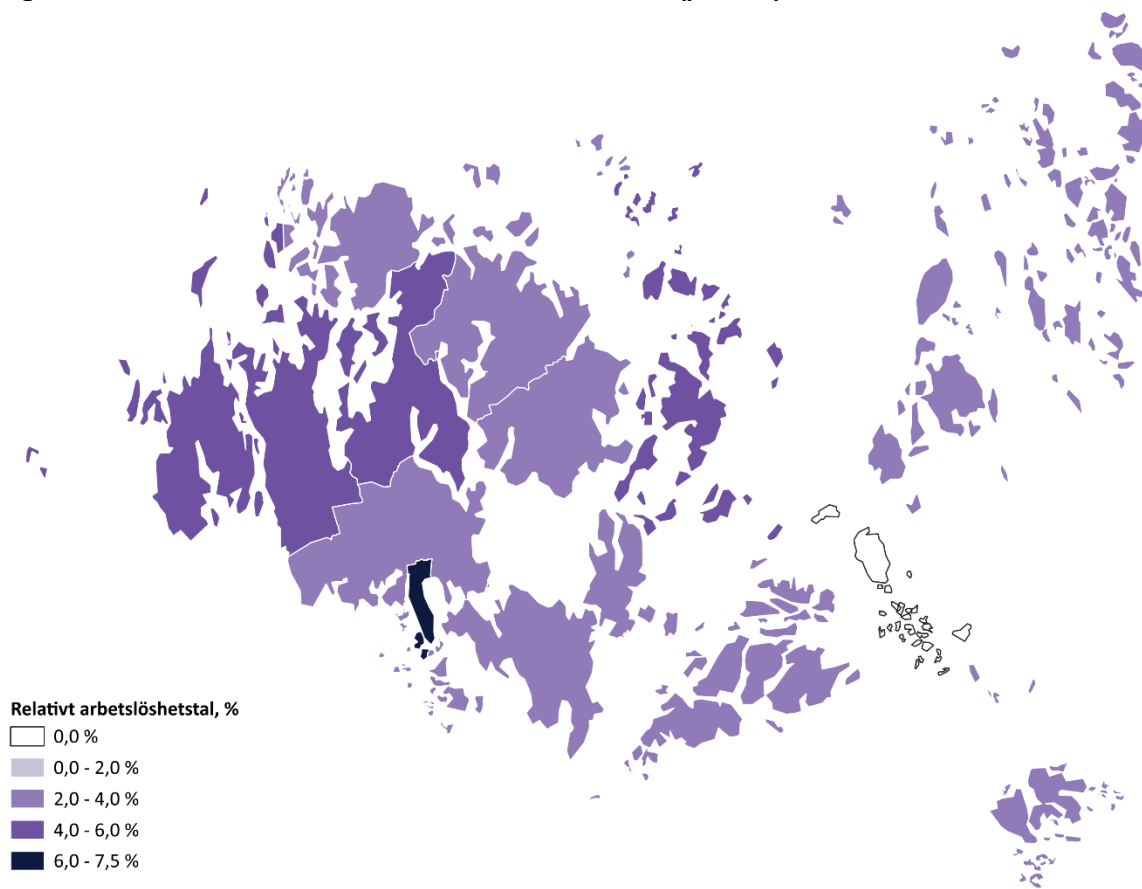 Relativt arbetslöshetstal, %
0,0 %
0,0 - 2,0 %
2,0 - 4,0 %
4,0 - 6,0 %
6,0 - 7,5 %